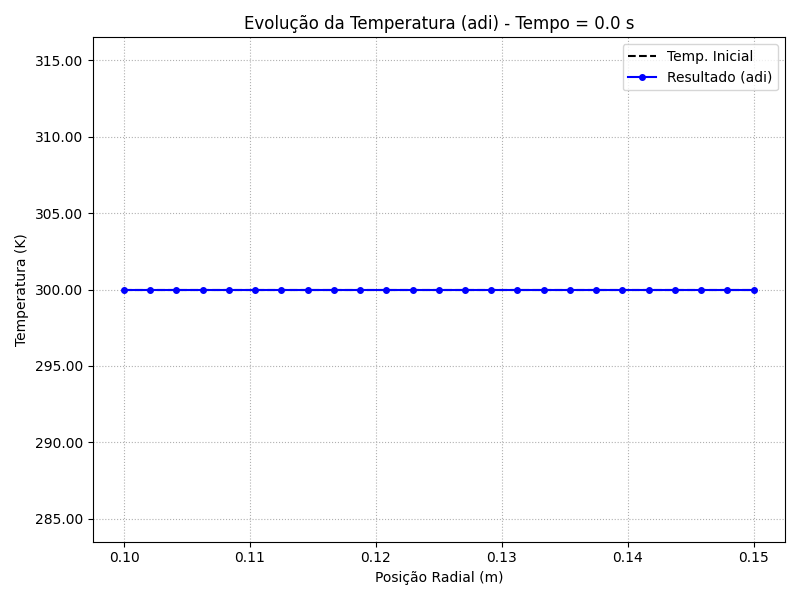 Evolução da Temperatura (adi) - Tempo = 0.0 s
Temp. Inicial
Resultado (adi)
Temperatura (K)
315.00
310.00
305.00
300.00
295.00
290.00
285.00
0.10 0.11 0.12 0.13 0.14 0.15
Posição Radial (m)